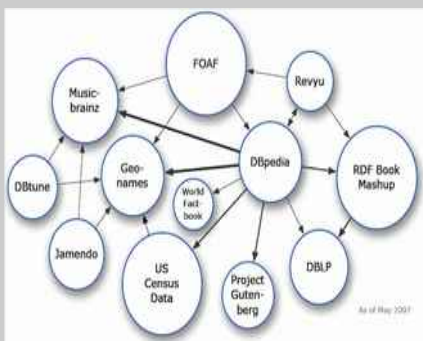 FOAF
Music-
brainz
Revyu
DBpedia
RDF Book
Mashup
Geo-
names
DBtune
World
Fact-
book
Jamendo
US
Census
Data
Project
Guten-
berg
DBLP
As of May 2007